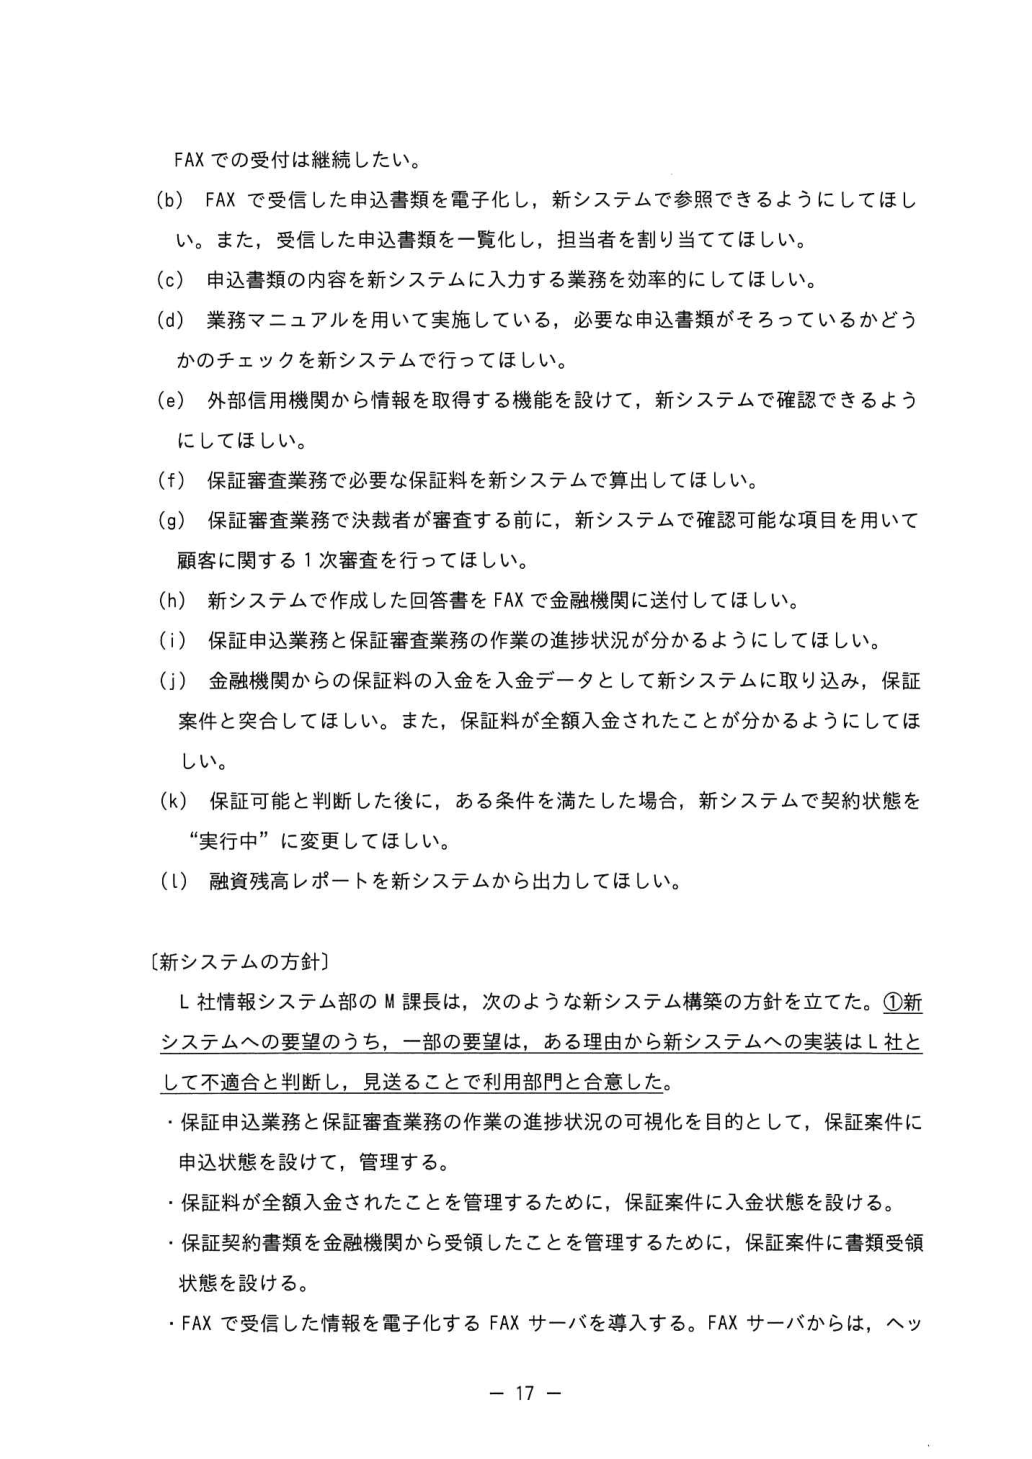 FAX での受付は継続したい。
(b) FAX で受信した申込書類を電子化し，新システムで参照できるようにしてほし
い。また，受信した申込書類を一覧化し，担当者を割り当ててほしい。
(c) 申込書類の内容を新システムに入力する業務を効率的にしてほしい。
(d) 業務マニュアルを用いて実施している，必要な申込書類がそろっているかどう
かのチェックを新システムで行ってほしい。
(e) 外部信用機関から情報を取得する機能を設けて，新システムで確認できるよう
にしてほしい。
(f) 保証審査業務で必要な保証料を新システムで算出してほしい。
(g) 保証審査業務で決裁者が審査する前に，新システムで確認可能な項目を用いて
顧客に関する 1 次審査を行ってほしい。
(h) 新システムで作成した回答書を FAX で金融機関に送付してほしい。
(i) 保証申込業務と保証審査業務の作業の進捗状況が分かるようにしてほしい。
(j) 金融機関からの保証料の入金を入金データとして新システムに取り込み，保証
案件と突合してほしい。また，保証料が全額入金されたことが分かるようにしてほ
しい。
(k) 保証可能と判断した後に，ある条件を満たした場合，新システムで契約状態を
“実行中” に変更してほしい。
(l) 融資残高レポートを新システムから出力してほしい。
〔新システムの方針〕
L 社情報システム部の M 課長は，次のような新システム構築の方針を立てた。①新
システムへの要望のうち，一部の要望は，ある理由から新システムへの実装は L 社と
して不適合と判断し，見送ることで利用部門と合意した。
・保証申込業務と保証審査業務の作業の進捗状況の可視化を目的として，保証案件に
申込状態を設けて，管理する。
・保証料が全額入金されたことを管理するために，保証案件に入金状態を設ける。
・保証契約書類を金融機関から受領したことを管理するために，保証案件に書類受領
状態を設ける。
・FAX で受信した情報を電子化する FAX サーバを導入する。FAX サーバからは，ヘッ
－ 17 －